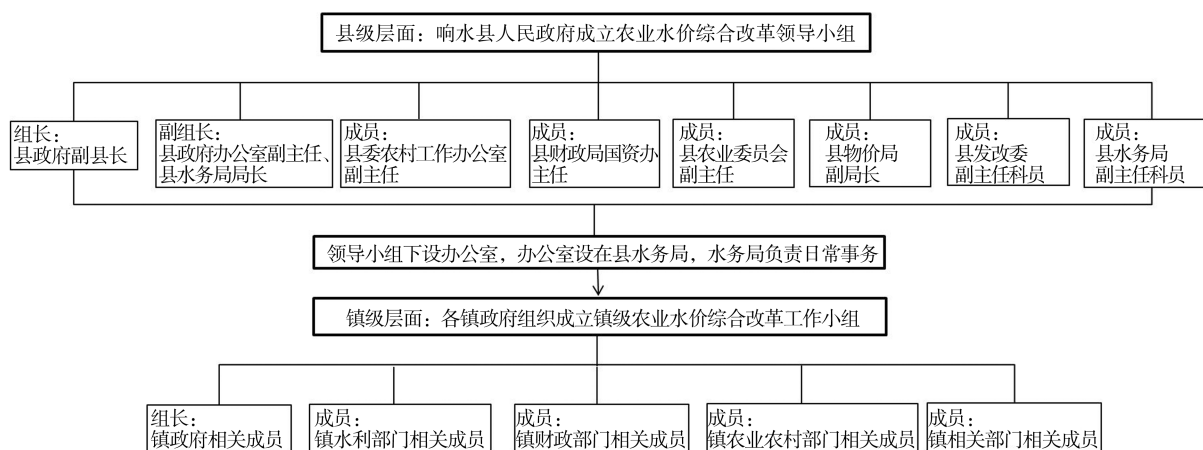 县级层面：响水县人民政府成立农业水价综合改革领导小组
组长：
县政府副县长
副组长：
县政府办公室副主任、
县水务局局长
成员：
县委农村工作办公室
副主任
成员：
县财政局国资办
主任
成员：
县农业委员会
副主任
成员：
县物价局
副局长
成员：
县发改委
副主任科员
成员：
县水务局
副主任科员
领导小组下设办公室，办公室设在县水务局，水务局负责日常事务
镇级层面：各镇政府组织成立镇级农业水价综合改革工作小组
组长：
镇政府相关成员
成员：
镇水利部门相关成员
成员：
镇财政部门相关成员
成员：
镇农业农村部门相关成员
成员：
镇相关部门相关成员